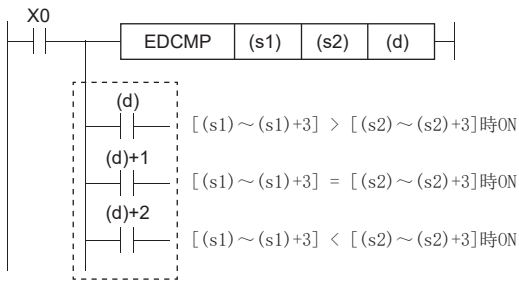 X0
EDCMP (s1) (s2) (d)
(d)
[(s1)～(s1)+3] > [(s2)～(s2)+3]時ON
(d)+1
[(s1)～(s1)+3] = [(s2)～(s2)+3]時ON
(d)+2
[(s1)～(s1)+3] < [(s2)～(s2)+3]時ON